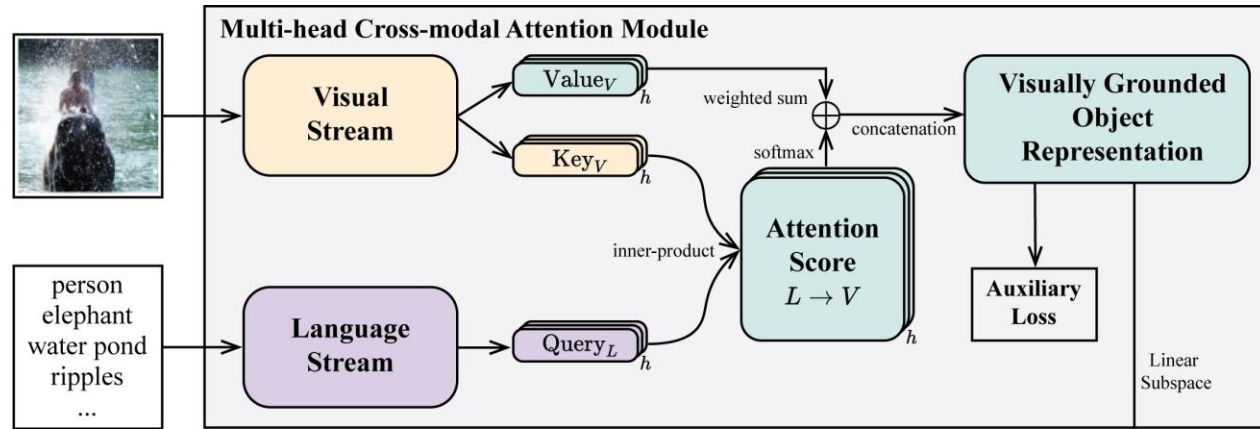 Multi-head Cross-modal Attention Module
Visual
Stream
Value_V
h
Key_V
h
weighted sum
concatenation
softmax
Visually Grounded
Object
Representation
inner-product
Attention
Score
L → V
h
Auxiliary
Loss
person
elephant
water pond
ripples
...
Language
Stream
Query_L
h
Linear
Subspace